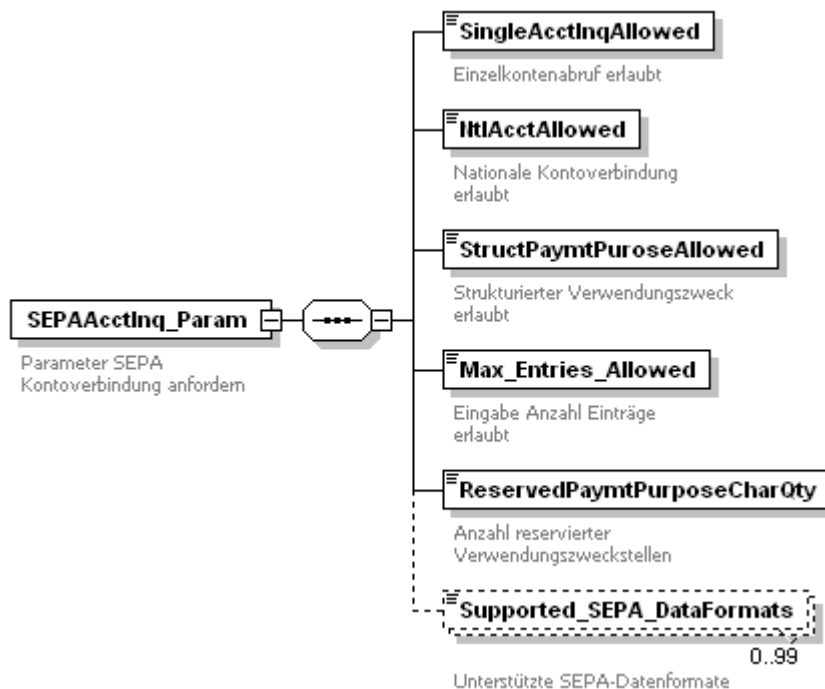 SingleAcctInqAllowed
Einzelkontenabruf erlaubt
NtlAcctAllowed
Nationale Kontoverbindung
erlaubt
StructPaymtPuroseAllowed
Strukturierter Verwendungszweck
erlaubt
SEPAAcctInq_Param
Parameter SEPA
Kontoverbindung anfordern
Max_Entries_Allowed
Eingabe Anzahl Einträge
erlaubt
ReservedPaymtPurposeCharQty
Anzahl reservierter
Verwendungszweckstellen
Supported_SEPA_DataFormats
0..99
Unterstützte SEPA-Datenformate